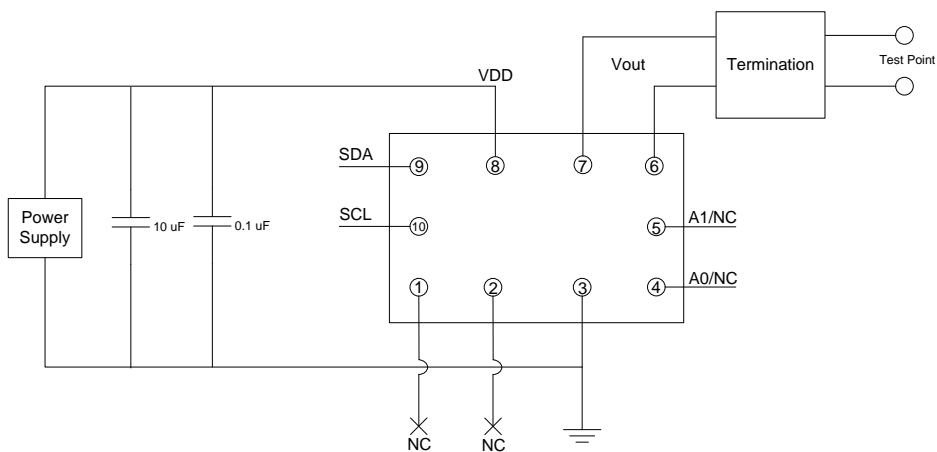 VDD
Vout
Termination
Test Point
SDA
9
8
7
6
Power
Supply
10 uF
0.1 uF
SCL
10
5
A1/NC
1
2
3
4
A0/NC
NC
NC